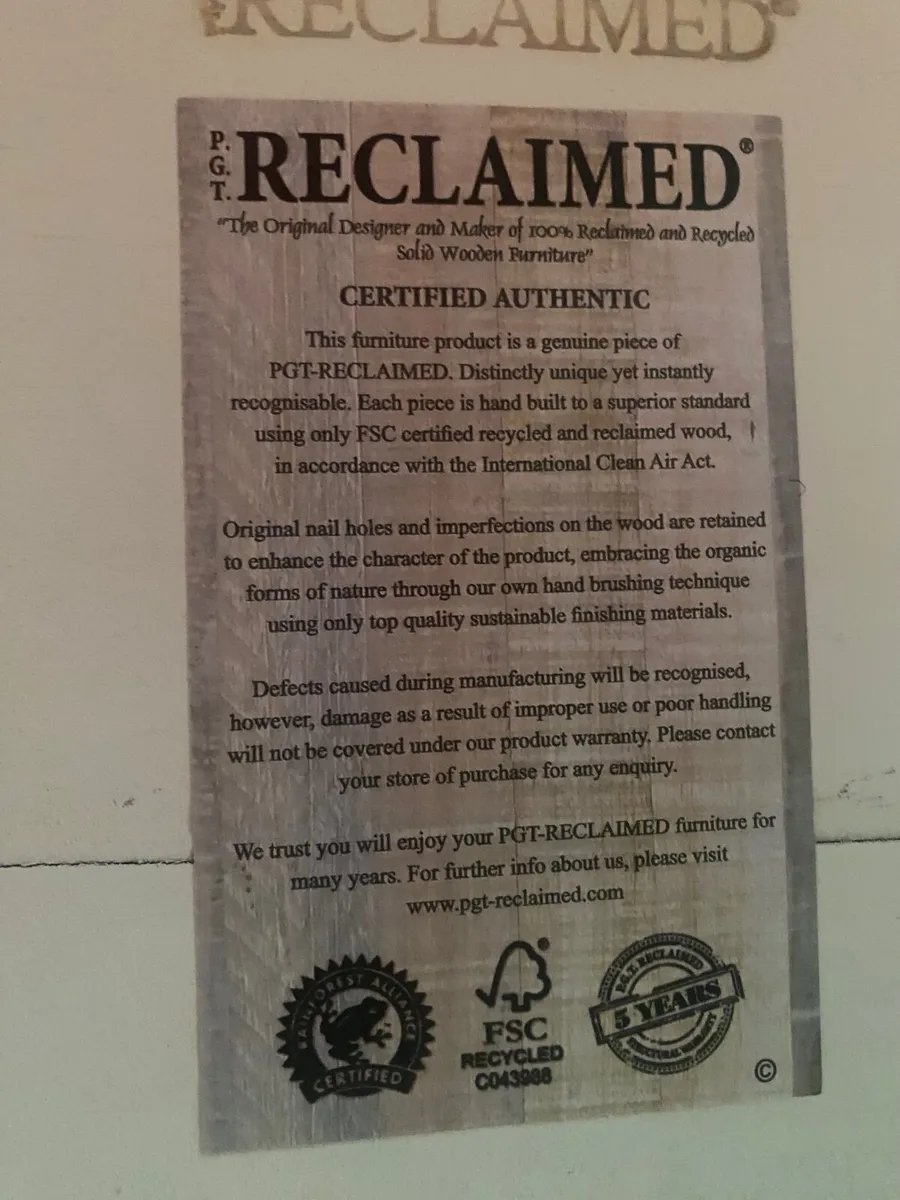 RECLAIMED
P.
G.
T. RECLAIMED®
"The Original Designer and Maker of 100% Reclaimed and Recycled
Solid Wooden Furniture"
CERTIFIED AUTHENTIC
This furniture product is a genuine piece of
PGT-RECLAIMED. Distinctly unique yet instantly
recognisable. Each piece is hand built to a superior standard
using only FSC certified recycled and reclaimed wood,
in accordance with the International Clean Air Act.
Original nail holes and imperfections on the wood are retained
to enhance the character of the product, embracing the organic
forms of nature through our own hand brushing technique
using only top quality sustainable finishing materials.
Defects caused during manufacturing will be recognised,
however, damage as a result of improper use or poor handling
will not be covered under our product warranty. Please contact
your store of purchase for any enquiry.
We trust you will enjoy your PGT-RECLAIMED furniture for
many years. For further info about us, please visit
www.pgt-reclaimed.com
RAINFOREST ALLIANCE
CERTIFIED
FSC
RECYCLED
C043988
P.G.T. RECLAIMED
5 YEARS
STRUCTURAL WARRANTY
©